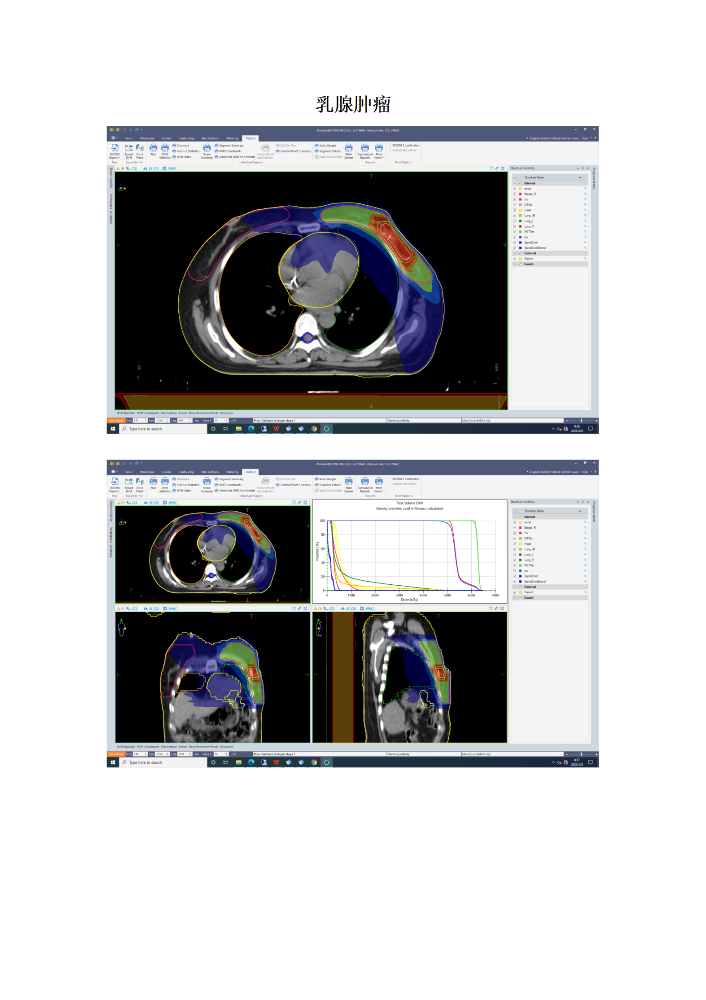 乳腺肿瘤
Monaco@CTXMONACO02 - [2519648, shan jun mei, CT2, VMAT]
Tools Workspace Fusion Contouring Plan Options Planning Output
English (United States) Format In-use Style
DICOM Export
Export DVH
Dose Plane
Plan
DVH Statistics
Structure
Fluence Statistics
DVH Index
Beam Summary
Segment Summary
IMRT Constraints
Advanced IMRT Constraints
Interest Point and Markers
DICOM Plan
Control Point Summary
Auto Margin
Segment Details
Spot Scan Details
Print Screen
Customized Reports
Print Views
DICOM Coordinates
Include Base Dose
Peer Export to file Individual Reports Reports Print Options
Beam Visibility Workspace Isodoses
(1) CT2 SS CT2 VMAT
Structure Visibility
Progress Meter
Structure Name
Internal
avoid
Breast_R
ctv
GTVtb
Heart
Lung_All
Lung_L
Lung_R
PGTVtb
ptv
SpinalCord
SpinalCordExtend
External
Patient
Couch
DVH Statistics IMRT Constraints Prescription Beams Dose Reference Points Structures
Slice Mode S (x) 5.87 T (y) -13.43 C (z) 8.00 cm Slice T 34 / 67 Press Optimize to begin stage 1 Planning Activity Max Dose: 6488.8 cGy
Type here to search
8:56
2025/4/8
Monaco@CTXMONACO02 - [2519648, shan jun mei, CT2, VMAT]
Tools Workspace Fusion Contouring Plan Options Planning Output
English (United States) Format In-use Style
DICOM Export
Export DVH
Dose Plane
Plan
DVH Statistics
Structure
Fluence Statistics
DVH Index
Beam Summary
Segment Summary
IMRT Constraints
Advanced IMRT Constraints
Interest Point and Markers
DICOM Plan
Control Point Summary
Auto Margin
Segment Details
Spot Scan Details
Print Screen
Customized Reports
Print Views
DICOM Coordinates
Include Base Dose
Peer Export to file Individual Reports Reports Print Options
Beam Visibility Workspace Isodoses
(1) CT2 SS CT2 VMAT
Total Volume DVH
Density overrides used in Monaco calculation
Volume (%)
100
80
60
40
20
0
0 1000 2000 3000 4000 5000 6000 7000
Dose (cGy)
(1) CT2 SS CT2 VMAT
(1) CT2 SS CT2 VMAT
Structure Visibility
Progress Meter
Structure Name
Internal
avoid
Breast_R
ctv
GTVtb
Heart
Lung_All
Lung_L
Lung_R
PGTVtb
ptv
SpinalCord
SpinalCordExtend
External
Patient
Couch
DVH Statistics IMRT Constraints Prescription Beams Dose Reference Points Structures
Slice Mode S (x) 7.53 T (y) -13.43 C (z) 10.25 cm Slice T 34 / 67 Press Optimize to begin stage 1 Planning Activity Max Dose: 6488.8 cGy
Type here to search
8:57
2025/4/8